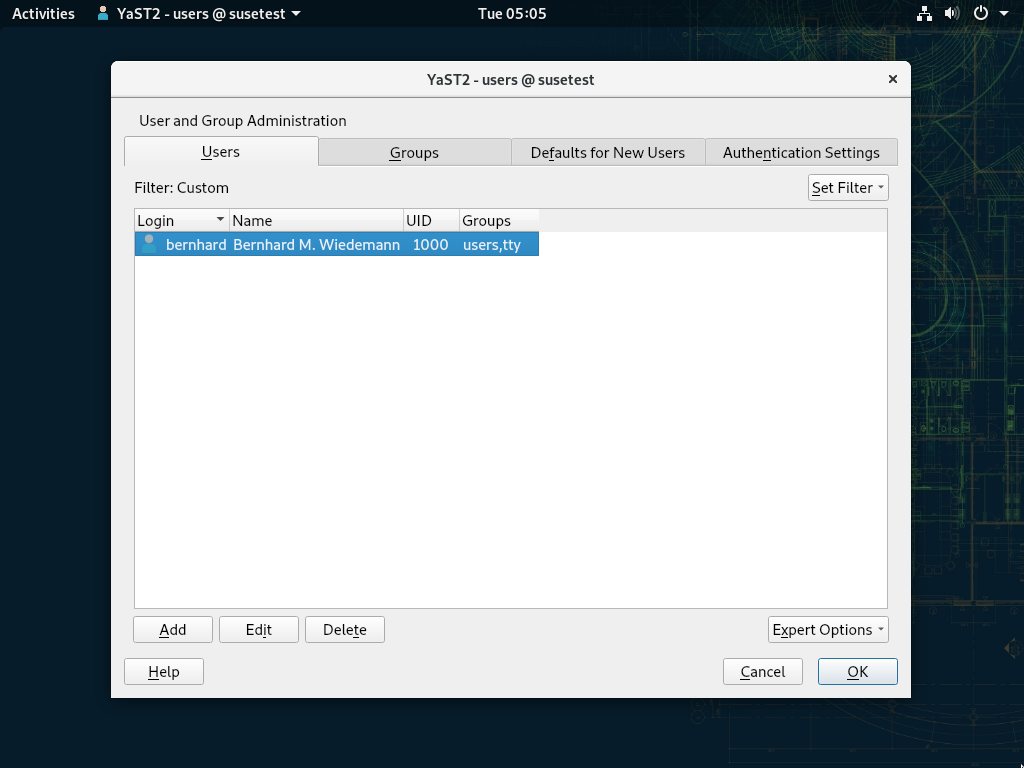 Activities YaST2 - users @ susetest Tue 05:05
YaST2 - users @ susetest
User and Group Administration
Users Groups Defaults for New Users Authentication Settings
Filter: Custom Set Filter
Login Name UID Groups
bernhard Bernhard M. Wiedemann 1000 users,tty
Add Edit Delete Expert Options
Help Cancel OK